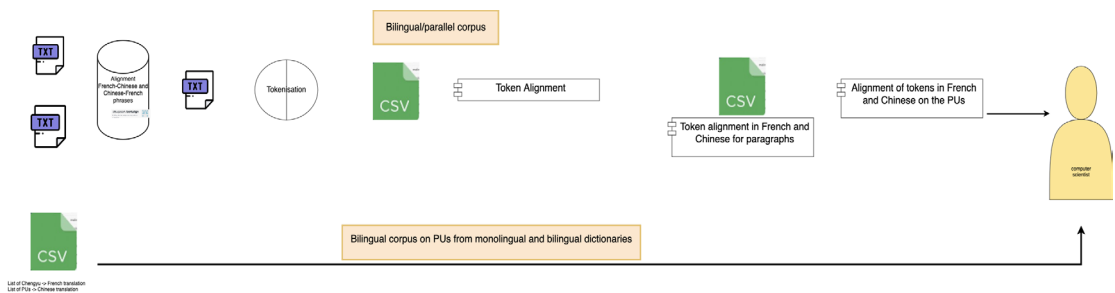 Bilingual/parallel corpus
TXT
TXT
Alignment
French-Chinese and
Chinese-French
phrases
TXT
Tokenisation
CSV
Token Alignment
CSV
Token alignment in French and
Chinese for paragraphs
Alignment of tokens in French
and Chinese on the PUs
computer
scientist
CSV
List of Chengyu -> French translation
List of PUs -> Chinese translation
Bilingual corpus on PUs from monolingual and bilingual dictionaries